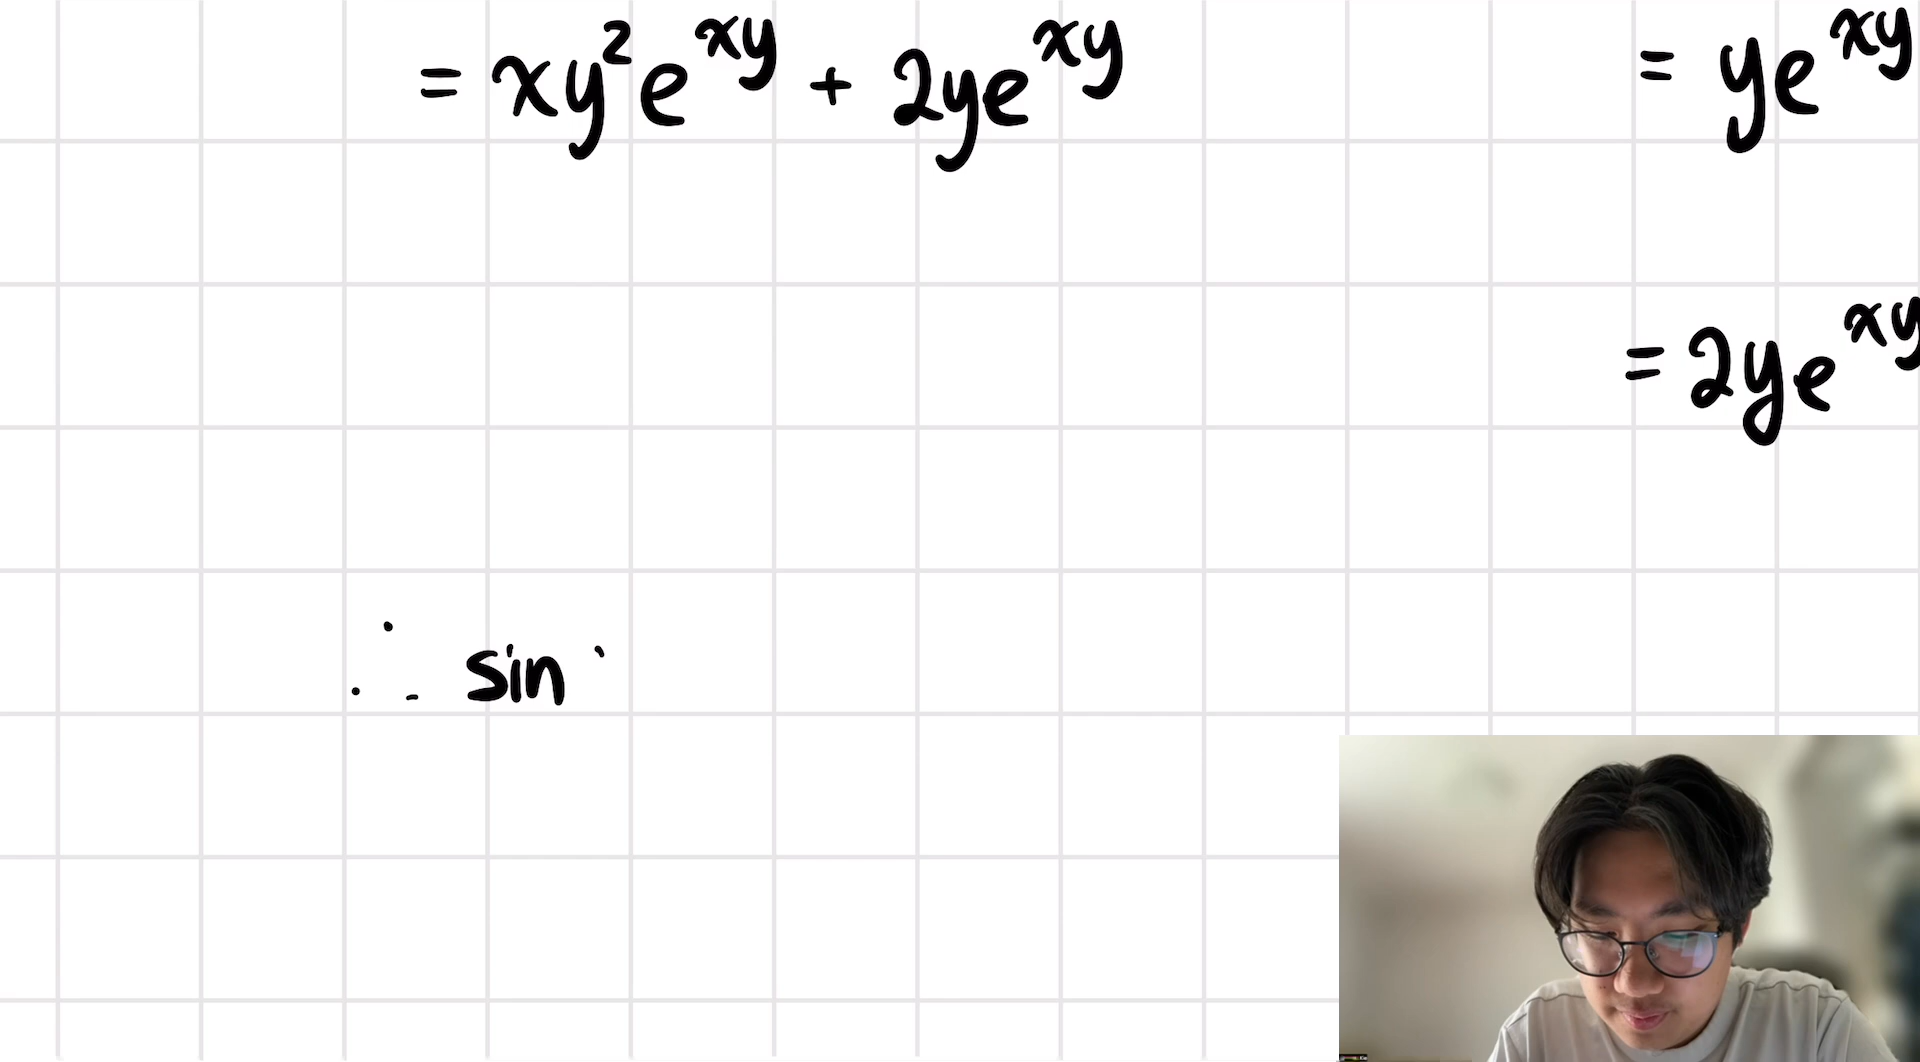 = xy²e^xy + 2ye^xy
= ye^xy
= 2ye^xy
∴ sin